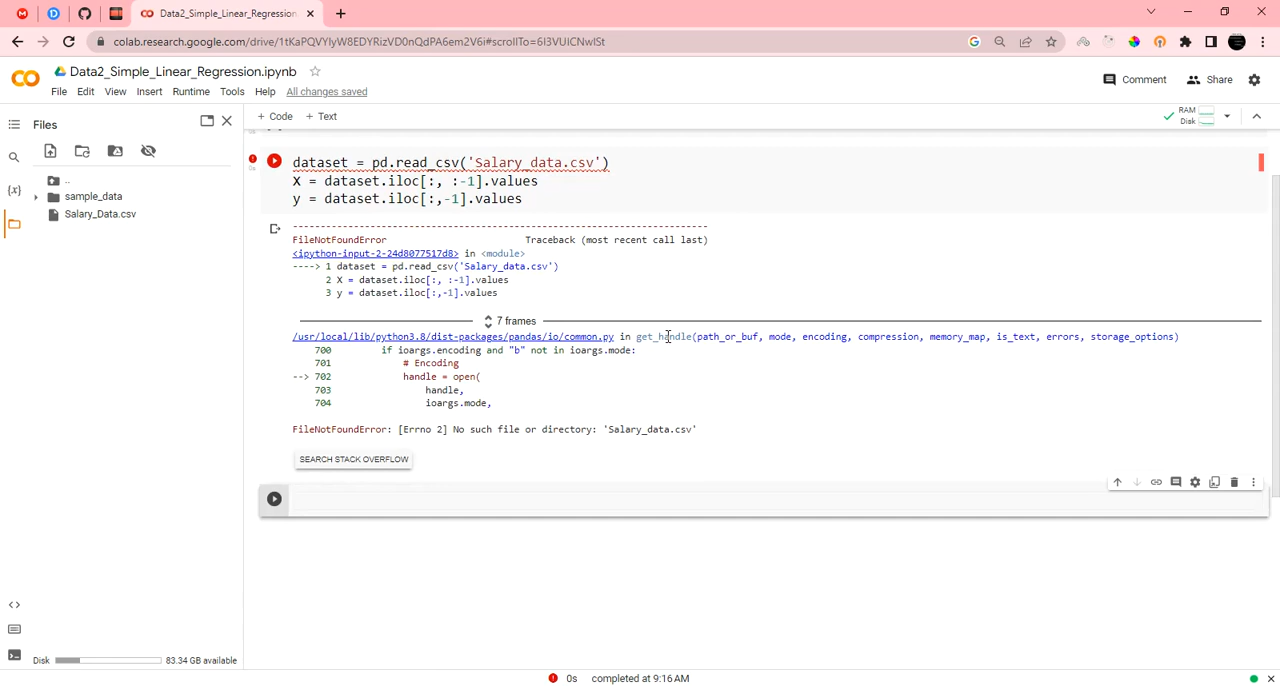 Data2_Simple_Linear_Regression.
colab.research.google.com/drive/1tKaPQVYIyW8EDYRizVD0nQdPA6em2V6i#scrollTo=6I3VUICNwISt
Data2_Simple_Linear_Regression.ipynb
File Edit View Insert Runtime Tools Help All changes saved
Comment Share
Files
+ Code + Text
RAM
Disk
..
sample_data
Salary_Data.csv
{x}
0s
dataset = pd.read_csv('Salary_data.csv')
X = dataset.iloc[:, :-1].values
y = dataset.iloc[:,-1].values
---------------------------------------------------------------------------
FileNotFoundError Traceback (most recent call last)
<ipython-input-2-24d8077517d8> in <module>
----> 1 dataset = pd.read_csv('Salary_data.csv')
2 X = dataset.iloc[:, :-1].values
3 y = dataset.iloc[:,-1].values
7 frames
/usr/local/lib/python3.8/dist-packages/pandas/io/common.py in get_handle(path_or_buf, mode, encoding, compression, memory_map, is_text, errors, storage_options)
700 if ioargs.encoding and "b" not in ioargs.mode:
701 # Encoding
--> 702 handle = open(
703 handle,
704 ioargs.mode,
FileNotFoundError: [Errno 2] No such file or directory: 'Salary_data.csv'
SEARCH STACK OVERFLOW
Disk 83.34 GB available
0s completed at 9:16 AM